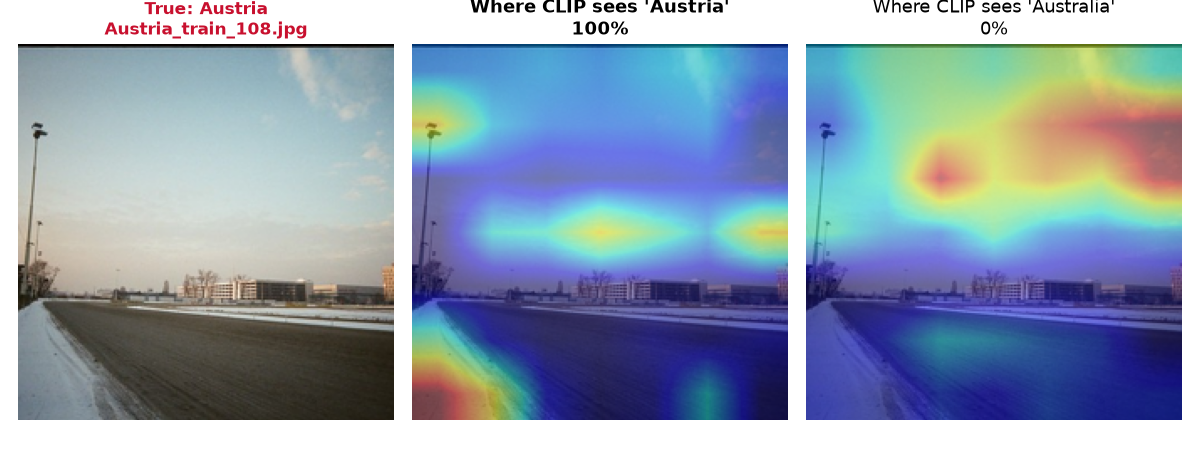 True: Austria
Austria_train_108.jpg
Where CLIP sees 'Austria'
100%
Where CLIP sees 'Australia'
0%